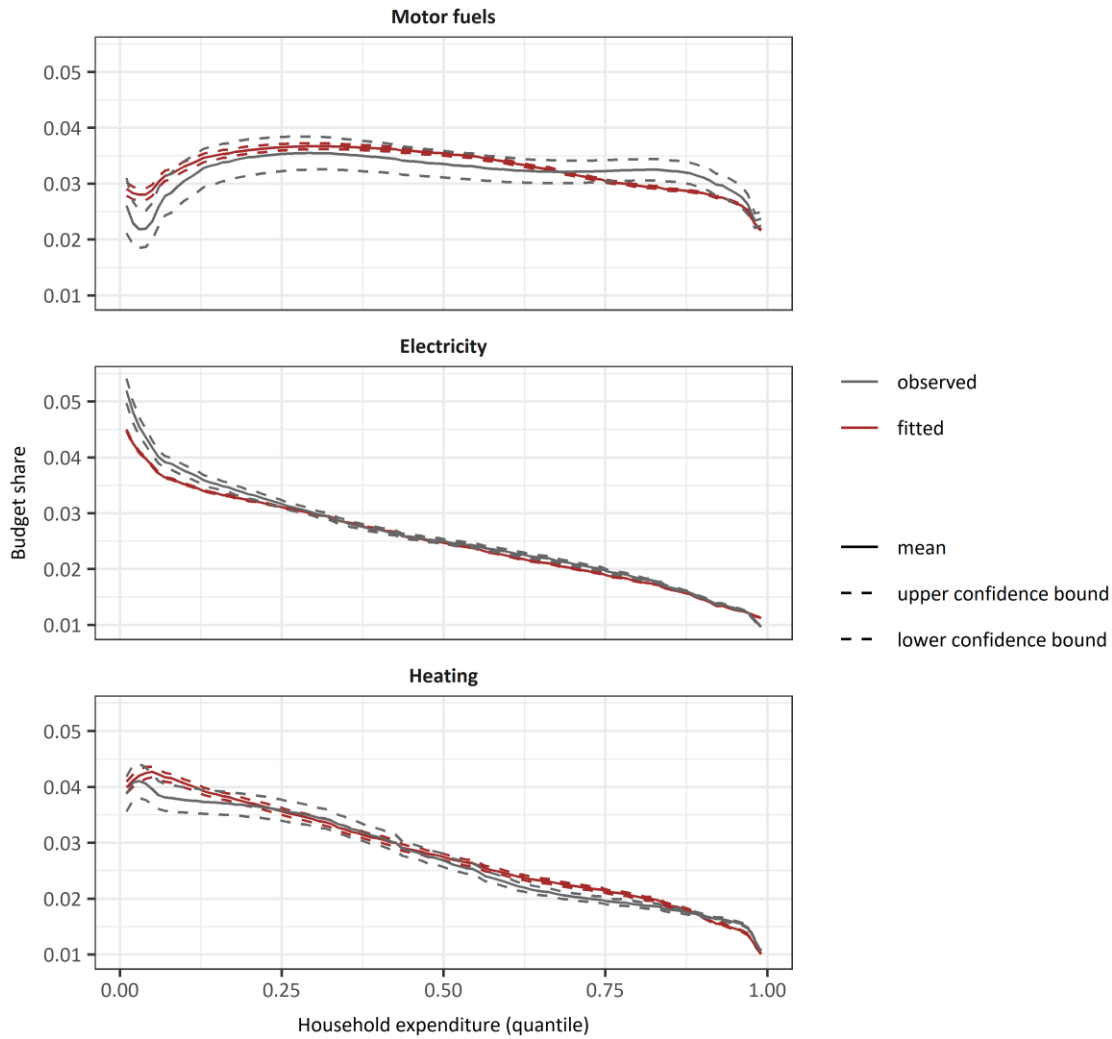 Motor fuels
0.05
0.04
0.03
0.02
0.01
Electricity
0.05
0.04
0.03
0.02
0.01
Heating
0.05
0.04
0.03
0.02
0.01
0.00 0.25 0.50 0.75 1.00
Household expenditure (quantile)
Budget share
observed
fitted
mean
upper confidence bound
lower confidence bound